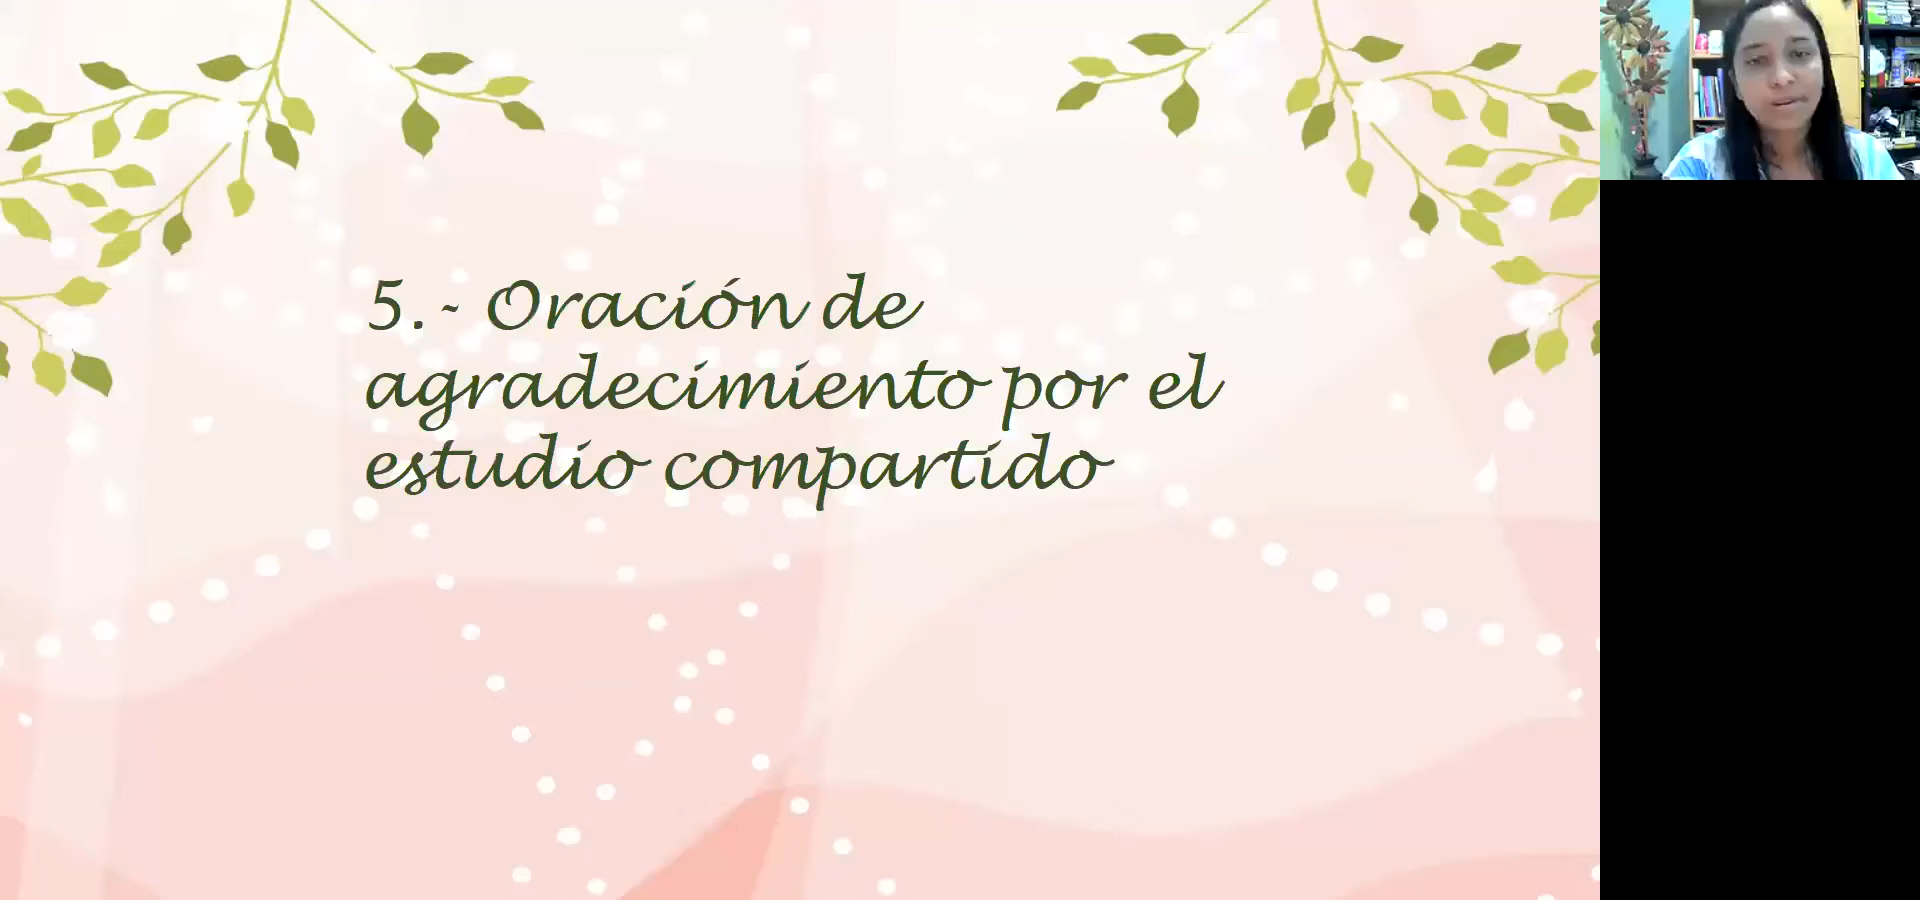 5.- Oración de
agradecimiento por el
estudio compartido